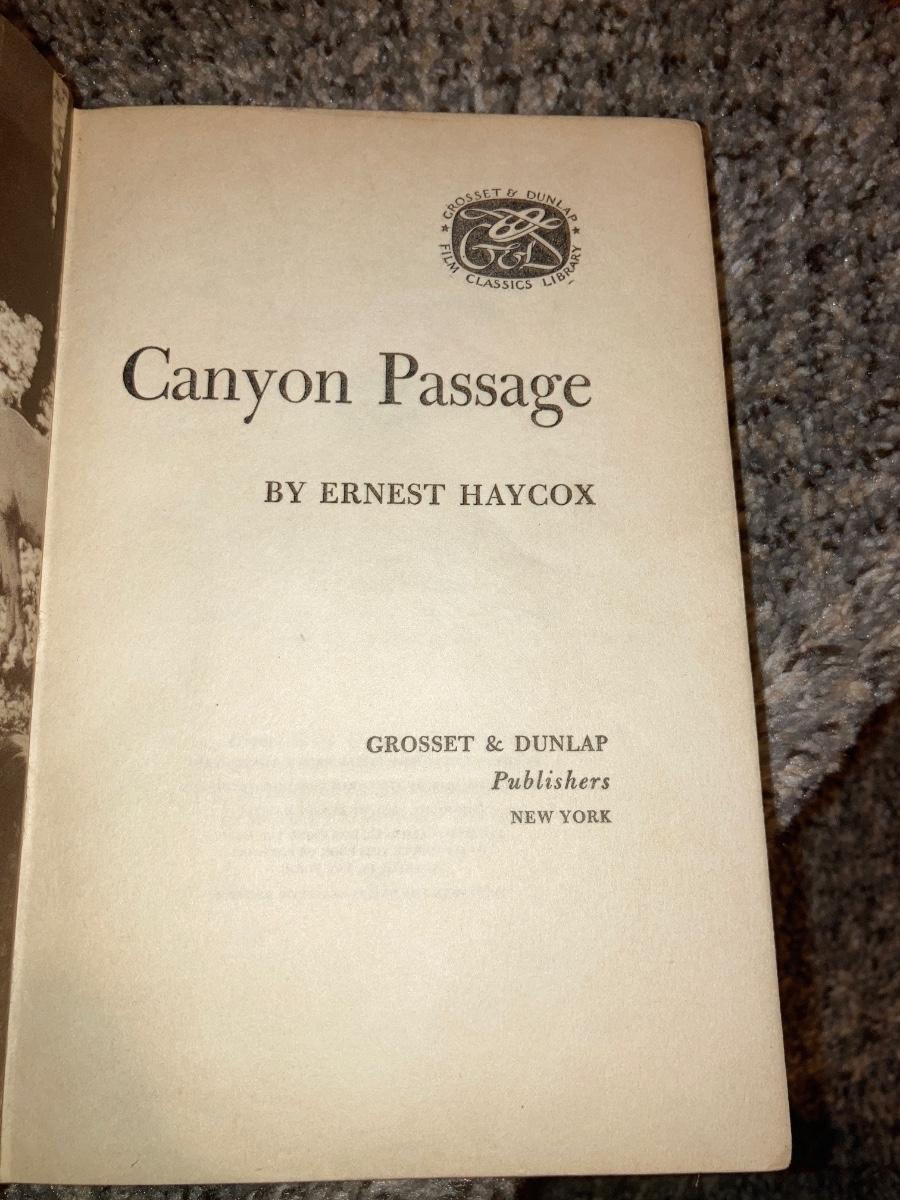 ★ GROSSET & DUNLAP ★
G&D
FILM CLASSICS LIBRARY
Canyon Passage
BY ERNEST HAYCOX
GROSSET & DUNLAP
Publishers
NEW YORK